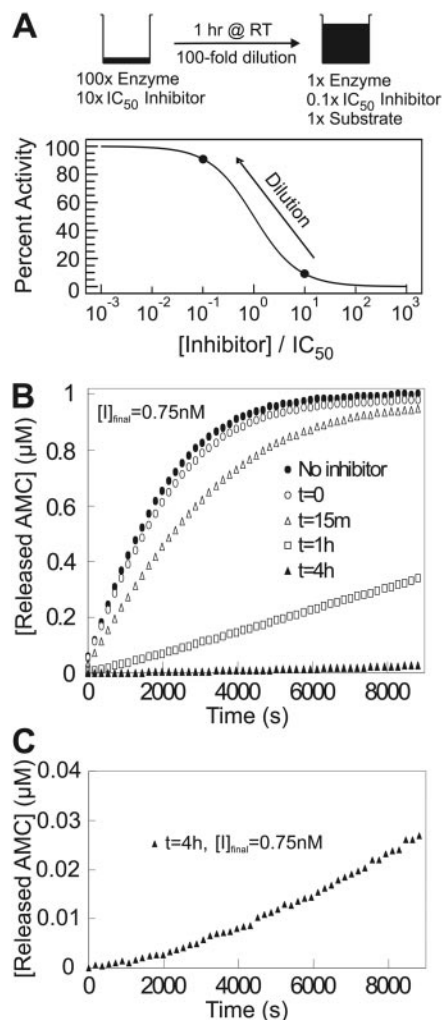 A
1 hr @ RT
100-fold dilution
100x Enzyme
10x IC50 Inhibitor
1x Enzyme
0.1x IC50 Inhibitor
1x Substrate
Percent Activity
100
80
60
40
20
0
Dilution
10⁻³ 10⁻² 10⁻¹ 10⁰ 10¹ 10² 10³
[Inhibitor] / IC50
B
[I]final=0.75nM
[Released AMC] (µM)
1
0.8
0.6
0.4
0.2
0
No inhibitor
t=0
t=15m
t=1h
t=4h
0 2000 4000 6000 8000
Time (s)
C
[Released AMC] (µM)
0.04
0.03
0.02
0.01
0
t=4h, [I]final=0.75nM
0 2000 4000 6000 8000
Time (s)